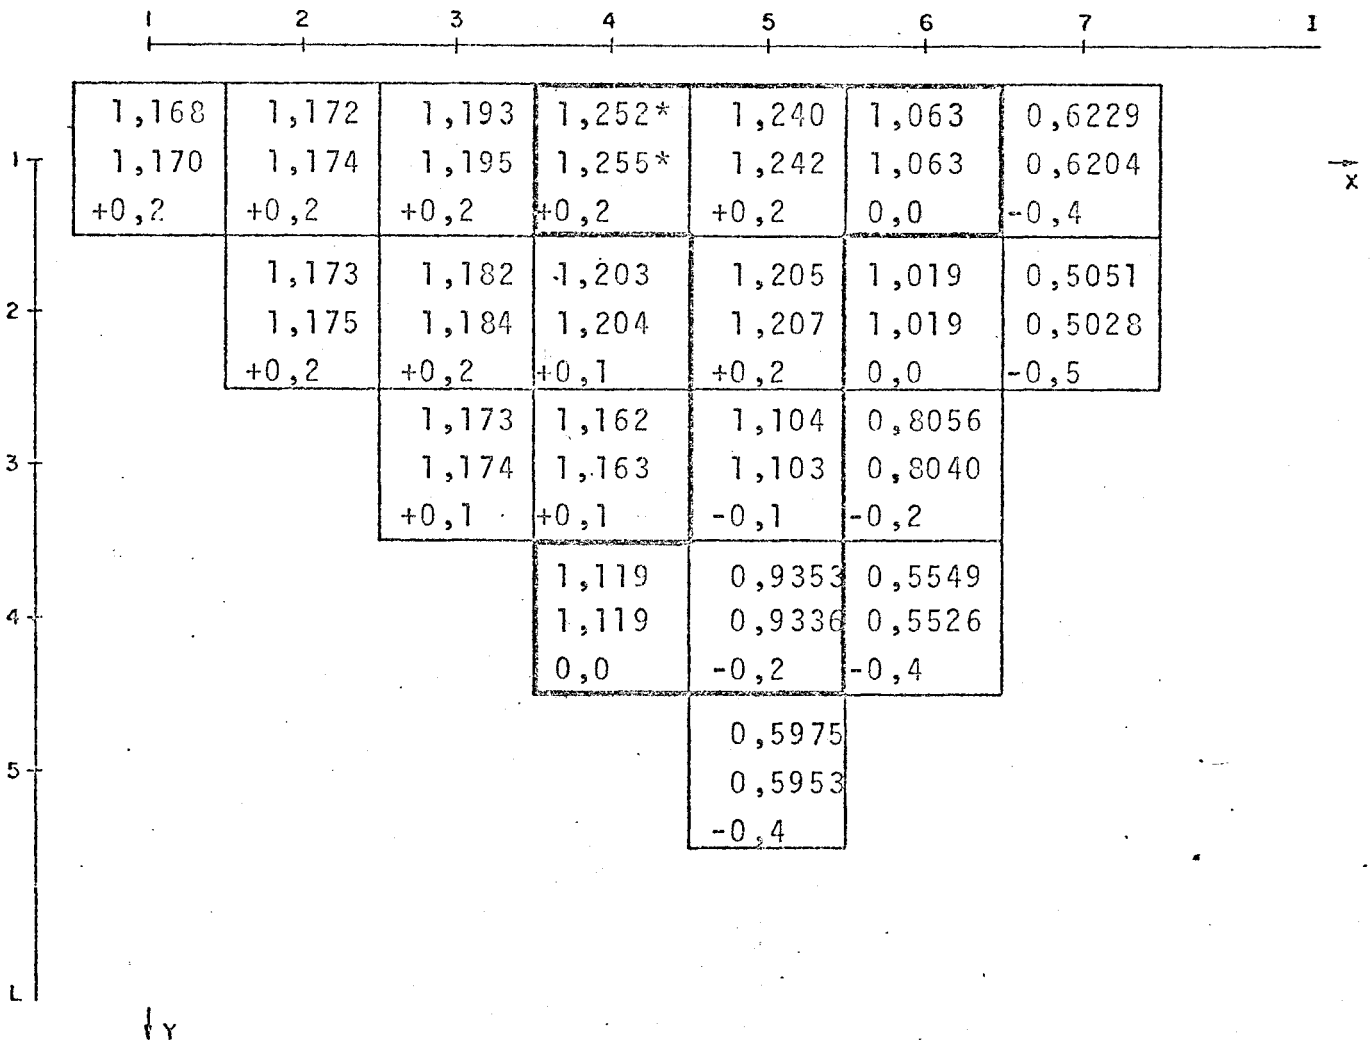 1 2 3 4 5 6 7 I
1,168 1,172 1,193 1,252* 1,240 1,063 0,6229
1 1,170 1,174 1,195 1,255* 1,242 1,063 0,6204 x
+0,2 +0,2 +0,2 +0,2 +0,2 0,0 -0,4
1,173 1,182 1,203 1,205 1,019 0,5051
2 1,175 1,184 1,204 1,207 1,019 0,5028
+0,2 +0,2 +0,1 +0,2 0,0 -0,5
1,173 1,162 1,104 0,8056
3 1,174 1,163 1,103 0,8040
+0,1 +0,1 -0,1 -0,2
1,119 0,9353 0,5549
4 1,119 0,9336 0,5526
0,0 -0,2 -0,4
0,5975
5 0,5953
-0,4
L
Y